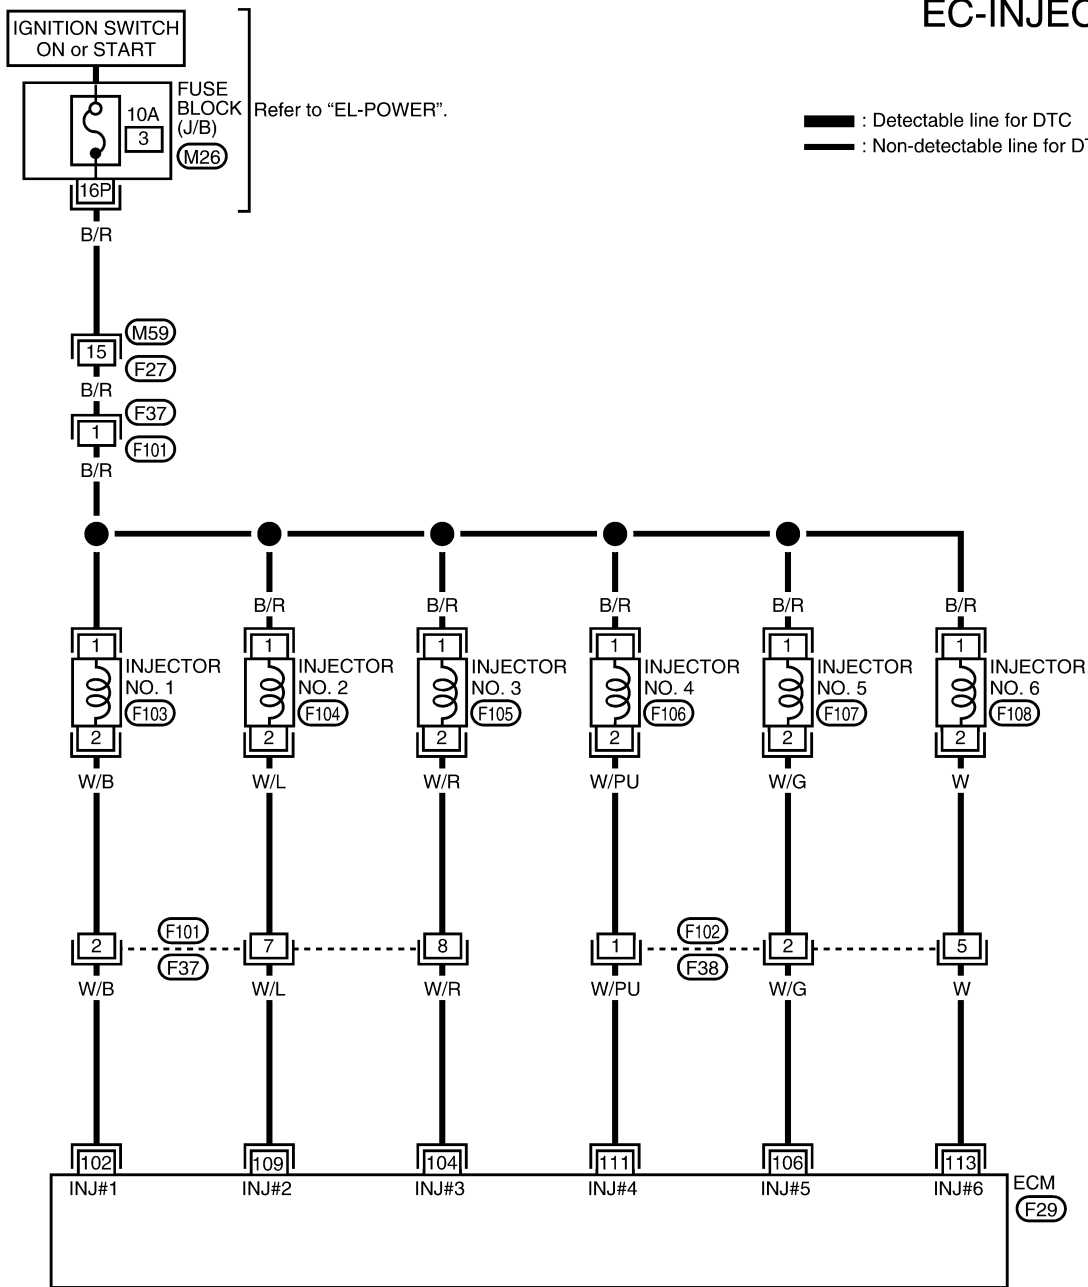 EC-INJEC
IGNITION SWITCH
ON or START
FUSE
BLOCK
(J/B)
M26
10A
3
Refer to “EL-POWER”.
: Detectable line for DTC
: Non-detectable line for DT
16P
B/R
M59
15
F27
B/R
F37
1
F101
B/R
B/R B/R B/R B/R B/R
1 1 1 1 1 1
INJECTOR
NO. 1
F103
INJECTOR
NO. 2
F104
INJECTOR
NO. 3
F105
INJECTOR
NO. 4
F106
INJECTOR
NO. 5
F107
INJECTOR
NO. 6
F108
2 2 2 2 2 2
W/B W/L W/R W/PU W/G W
F101 F102
2 7 8 1 2 5
F37 F38
W/B W/L W/R W/PU W/G W
102 109 104 111 106 113
INJ#1 INJ#2 INJ#3 INJ#4 INJ#5 INJ#6
ECM
F29